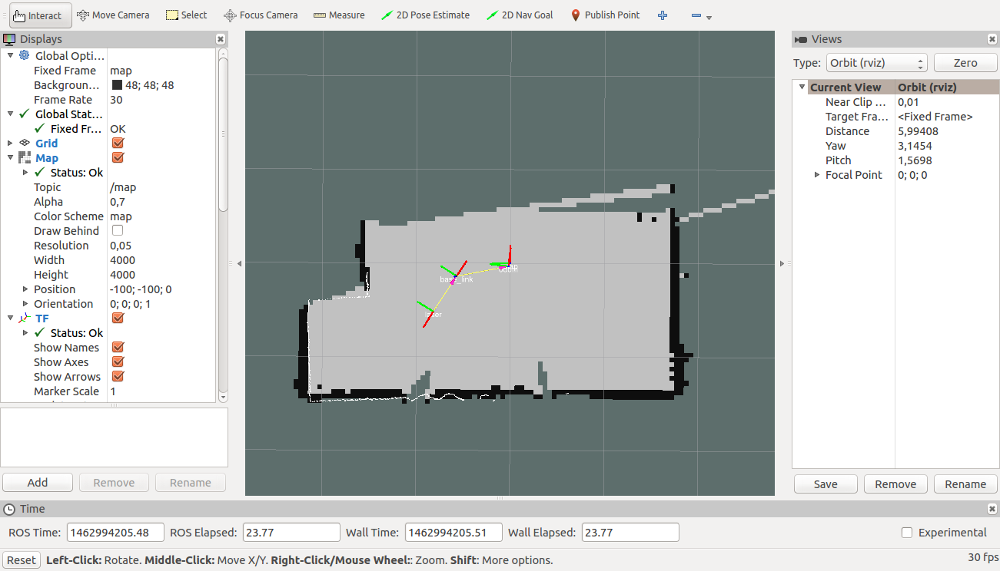 Interact Move Camera Select Focus Camera Measure 2D Pose Estimate 2D Nav Goal Publish Point
Displays
Global Opti...
Fixed Frame map
Backgroun... 48; 48; 48
Frame Rate 30
Global Stat...
Fixed Fr... OK
Grid
Map
Status: Ok
Topic /map
Alpha 0,7
Color Scheme map
Draw Behind
Resolution 0,05
Width 4000
Height 4000
Position -100; -100; 0
Orientation 0; 0; 0; 1
TF
Status: Ok
Show Names
Show Axes
Show Arrows
Marker Scale 1
Add Remove Rename
base_link
laser
Views
Type: Orbit (rviz) Zero
Current View Orbit (rviz)
Near Clip ... 0,01
Target Fra... <Fixed Frame>
Distance 5,99408
Yaw 3,1454
Pitch 1,5698
Focal Point 0; 0; 0
Save Remove Rename
Time
ROS Time: 1462994205.48 ROS Elapsed: 23.77 Wall Time: 1462994205.51 Wall Elapsed: 23.77 Experimental
Reset Left-Click: Rotate. Middle-Click: Move X/Y. Right-Click/Mouse Wheel:: Zoom. Shift: More options. 30 fps